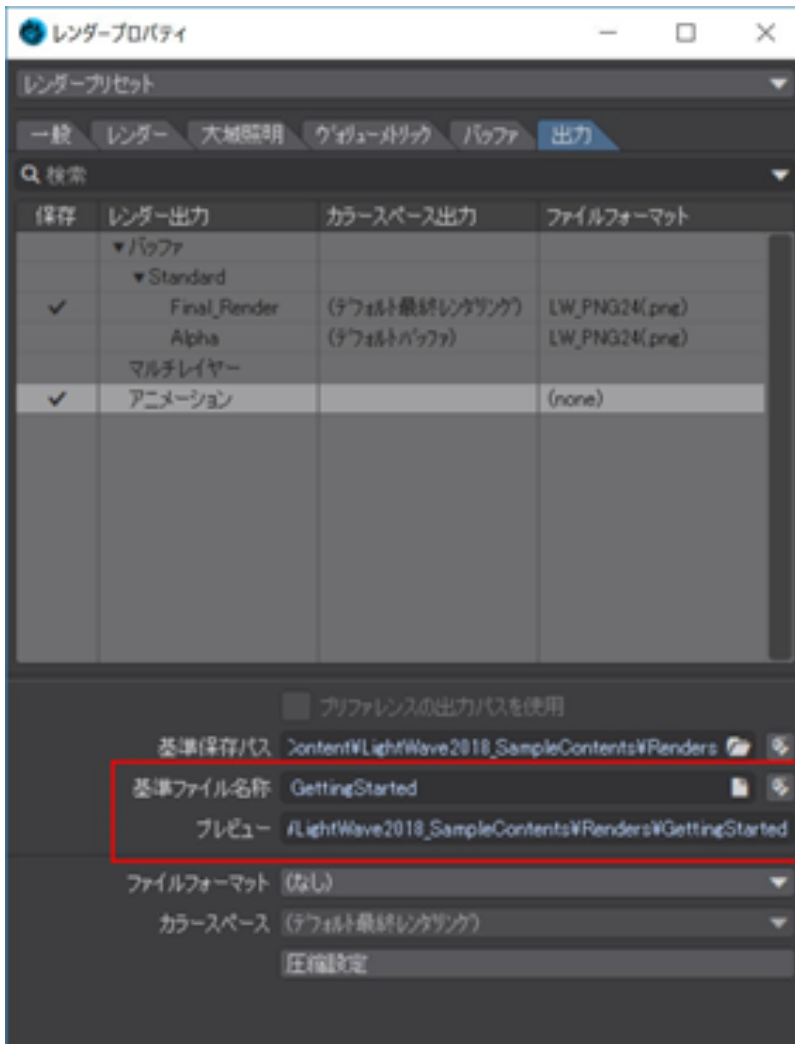 レンダープロパティ
レンダープリセット
一般 レンダー 大域照明 ヴォリューメトリック バッファ 出力
検索
保存 レンダー出力 カラースペース出力 ファイルフォーマット
バッファ
Standard
Final_Render (デフォルト最終レンダリング) LW_PNG24(.png)
Alpha (デフォルトバッファ) LW_PNG24(.png)
マルチレイヤー
アニメーション (none)
プリファレンスの出力パスを使用
基準保存パス Content¥LightWave2018_SampleContents¥Renders
基準ファイル名称 GettingStarted
プレビュー ¥LightWave2018_SampleContents¥Renders¥GettingStarted
ファイルフォーマット (なし)
カラースペース (デフォルト最終レンダリング)
圧縮設定